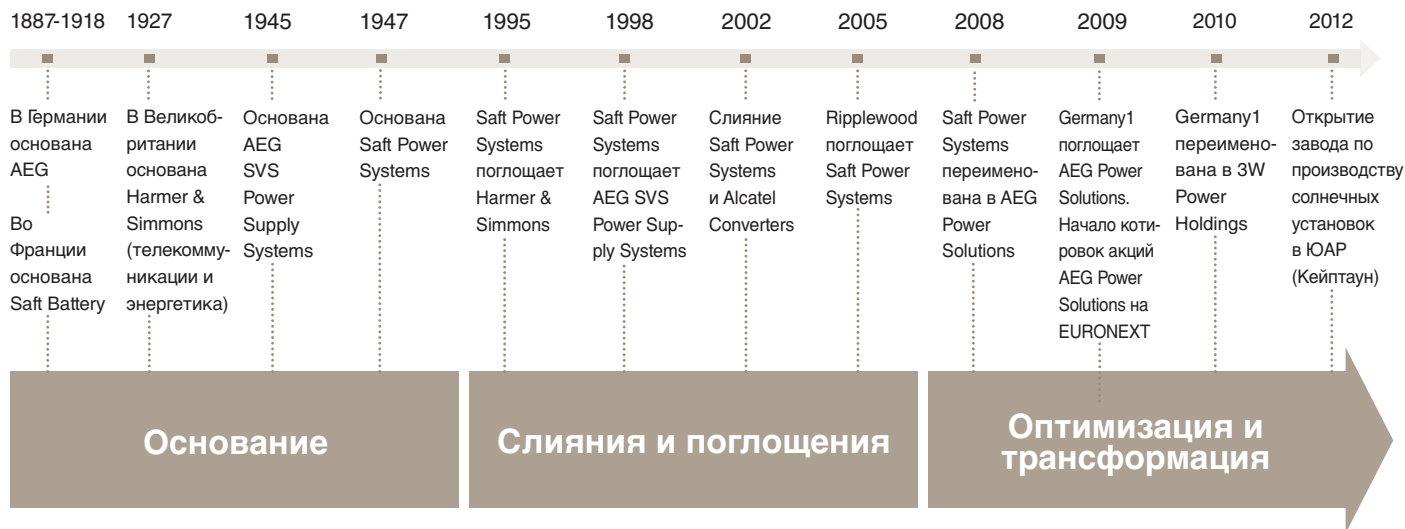 1887-1918
1927
1945
1947
1995
1998
2002
2005
2008
2009
2010
2012
В Германии
основана
AEG
Во
Франции
основана
Saft Battery
В Великоб-
ритании
основана
Harmer &
Simmons
(телекомму-
никации и
энергетика)
Основана
AEG
SVS
Power
Supply
Systems
Основана
Saft Power
Systems
Saft Power
Systems
поглощает
Harmer &
Simmons
Saft Power
Systems
поглощает
AEG SVS
Power Sup-
ply Systems
Слияние
Saft Power
Systems
и Alcatel
Converters
Ripplewood
поглощает
Saft Power
Systems
Saft Power
Systems
переимено-
вана в AEG
Power
Solutions
Germany1
поглощает
AEG Power
Solutions.
Начало коти-
ровок акций
AEG Power
Solutions на
EURONEXT
Germany1
переимено-
вана в 3W
Power
Holdings
Открытие
завода по
производству
солнечных
установок
в ЮАР
(Кейптаун)
Основание
Слияния и поглощения
Оптимизация и
трансформация